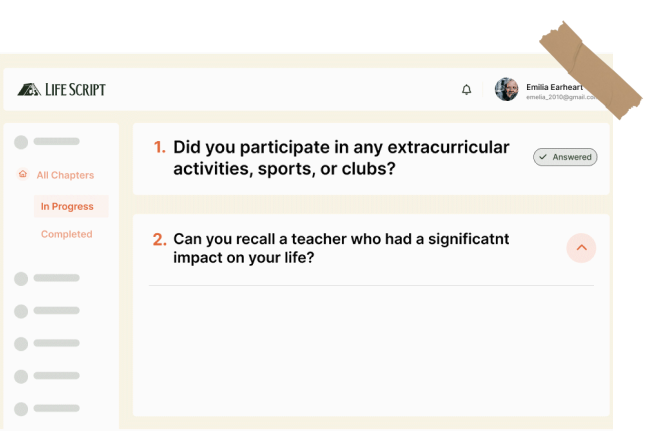 LIFE SCRIPT
Emilia Earheart
emelia_2010@gmail.com
All Chapters
In Progress
Completed
1. Did you participate in any extracurricular
activities, sports, or clubs?
Answered
2. Can you recall a teacher who had a significatnt
impact on your life?